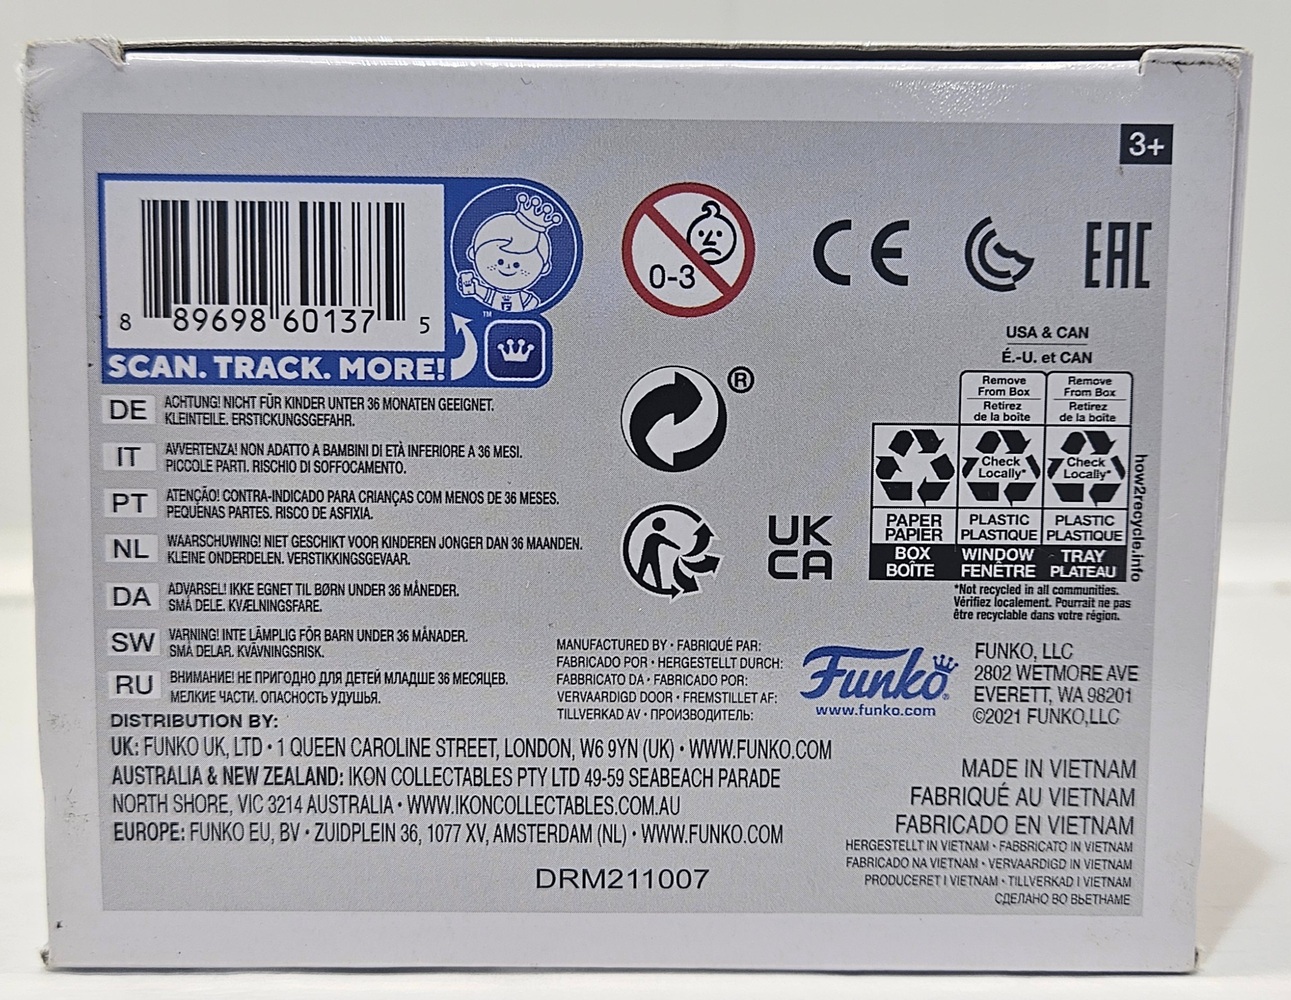 3+
8 89698 60137 5
™
SCAN. TRACK. MORE!
0-3
CE
EAC
DE ACHTUNG! NICHT FÜR KINDER UNTER 36 MONATEN GEEIGNET.
KLEINTEILE. ERSTICKUNGSGEFAHR.
IT AVVERTENZA! NON ADATTO A BAMBINI DI ETÀ INFERIORE A 36 MESI.
PICCOLE PARTI. RISCHIO DI SOFFOCAMENTO.
PT ATENÇÃO! CONTRA-INDICADO PARA CRIANÇAS COM MENOS DE 36 MESES.
PEQUENAS PARTES. RISCO DE ASFIXIA.
NL WAARSCHUWING! NIET GESCHIKT VOOR KINDEREN JONGER DAN 36 MAANDEN.
KLEINE ONDERDELEN. VERSTIKKINGSGEVAAR.
DA ADVARSEL! IKKE EGNET TIL BØRN UNDER 36 MÅNEDER.
SMÅ DELE. KVÆLNINGSFARE.
SW VARNING! INTE LÄMPLIG FÖR BARN UNDER 36 MÅNADER.
SMÅ DELAR. KVÄVNINGSRISK.
RU ВНИМАНИЕ! НЕ ПРИГОДНО ДЛЯ ДЕТЕЙ МЛАДШЕ 36 МЕСЯЦЕВ.
МЕЛКИЕ ЧАСТИ. ОПАСНОСТЬ УДУШЬЯ.
®
UK
CA
USA & CAN
É.-U. et CAN
Remove From Box
Retirez de la boîte
Remove From Box
Retirez de la boîte
Check Locally*
Check Locally*
PAPER PAPIER
PLASTIC PLASTIQUE
PLASTIC PLASTIQUE
BOX BOÎTE
WINDOW FENÊTRE
TRAY PLATEAU
how2recycle.info
*Not recycled in all communities.
Vérifiez localement. Pourrait ne pas
être recyclable dans votre région.
MANUFACTURED BY • FABRIQUÉ PAR:
FABRICADO POR • HERGESTELLT DURCH:
FABBRICATO DA • FABRICADO POR:
VERVAARDIGD DOOR • FREMSTILLET AF:
TILLVERKAD AV • ПРОИЗВОДИТЕЛЬ:
Funko®
www.funko.com
FUNKO, LLC
2802 WETMORE AVE
EVERETT, WA 98201
©2021 FUNKO,LLC
DISTRIBUTION BY:
UK: FUNKO UK, LTD • 1 QUEEN CAROLINE STREET, LONDON, W6 9YN (UK) • WWW.FUNKO.COM
AUSTRALIA & NEW ZEALAND: IKON COLLECTABLES PTY LTD 49-59 SEABEACH PARADE
NORTH SHORE, VIC 3214 AUSTRALIA • WWW.IKONCOLLECTABLES.COM.AU
EUROPE: FUNKO EU, BV • ZUIDPLEIN 36, 1077 XV, AMSTERDAM (NL) • WWW.FUNKO.COM
MADE IN VIETNAM
FABRIQUÉ AU VIETNAM
FABRICADO EN VIETNAM
HERGESTELLT IN VIETNAM • FABBRICATO IN VIETNAM
FABRICADO NA VIETNAM • VERVAARDIGD IN VIETNAM
PRODUCERET I VIETNAM • TILLVERKAD I VIETNAM
СДЕЛАНО ВО ВЬЕТНАМЕ
DRM211007